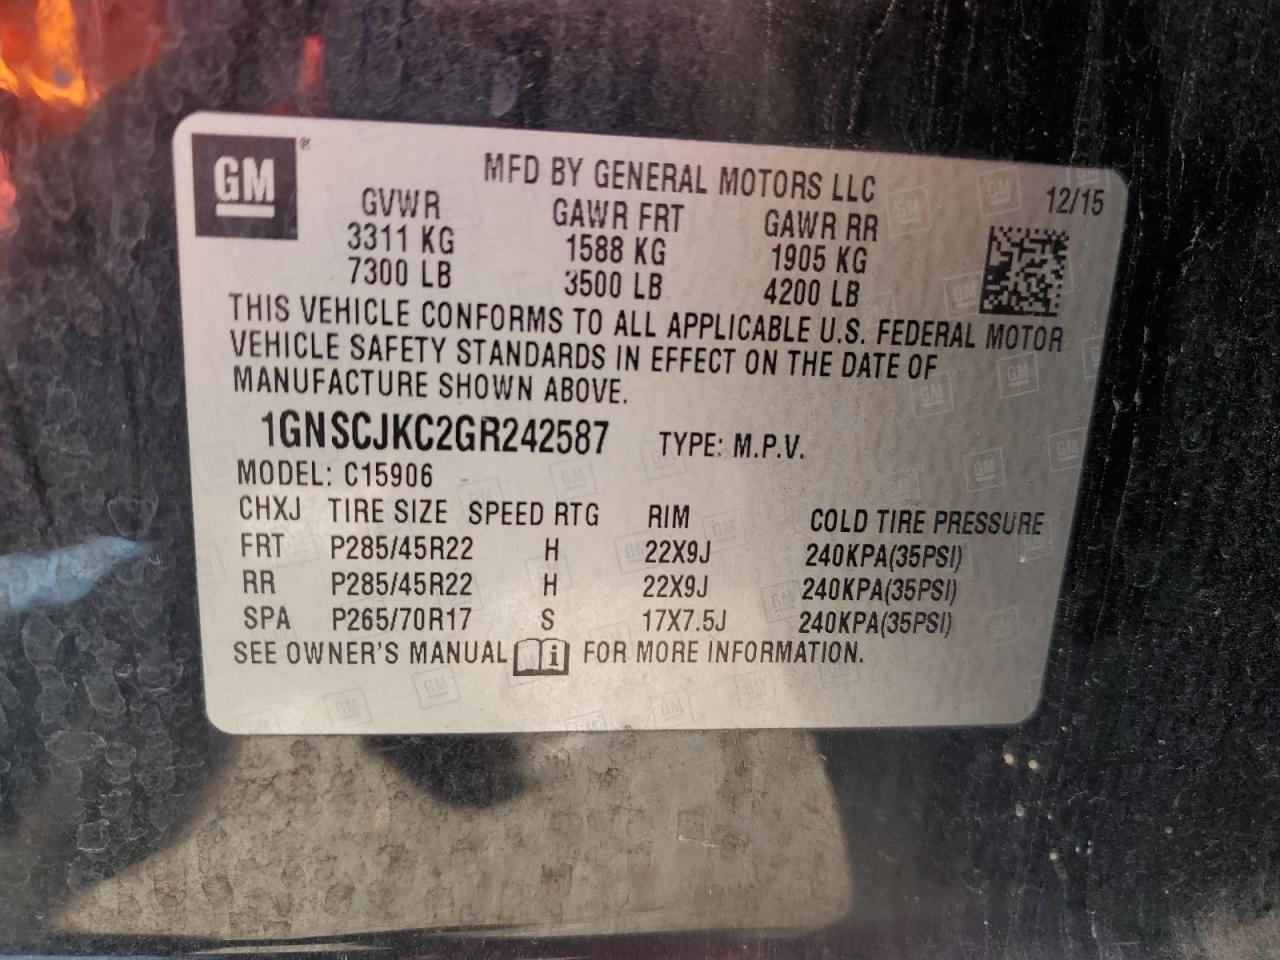 GM ®
MFD BY GENERAL MOTORS LLC
12/15
GVWR GAWR FRT GAWR RR
3311 KG 1588 KG 1905 KG
7300 LB 3500 LB 4200 LB
THIS VEHICLE CONFORMS TO ALL APPLICABLE U.S. FEDERAL MOTOR
VEHICLE SAFETY STANDARDS IN EFFECT ON THE DATE OF
MANUFACTURE SHOWN ABOVE.
1GNSCJKC2GR242587 TYPE: M.P.V.
MODEL: C15906
CHXJ TIRE SIZE SPEED RTG RIM COLD TIRE PRESSURE
FRT P285/45R22 H 22X9J 240KPA(35PSI)
RR P285/45R22 H 22X9J 240KPA(35PSI)
SPA P265/70R17 S 17X7.5J 240KPA(35PSI)
SEE OWNER'S MANUAL i FOR MORE INFORMATION.